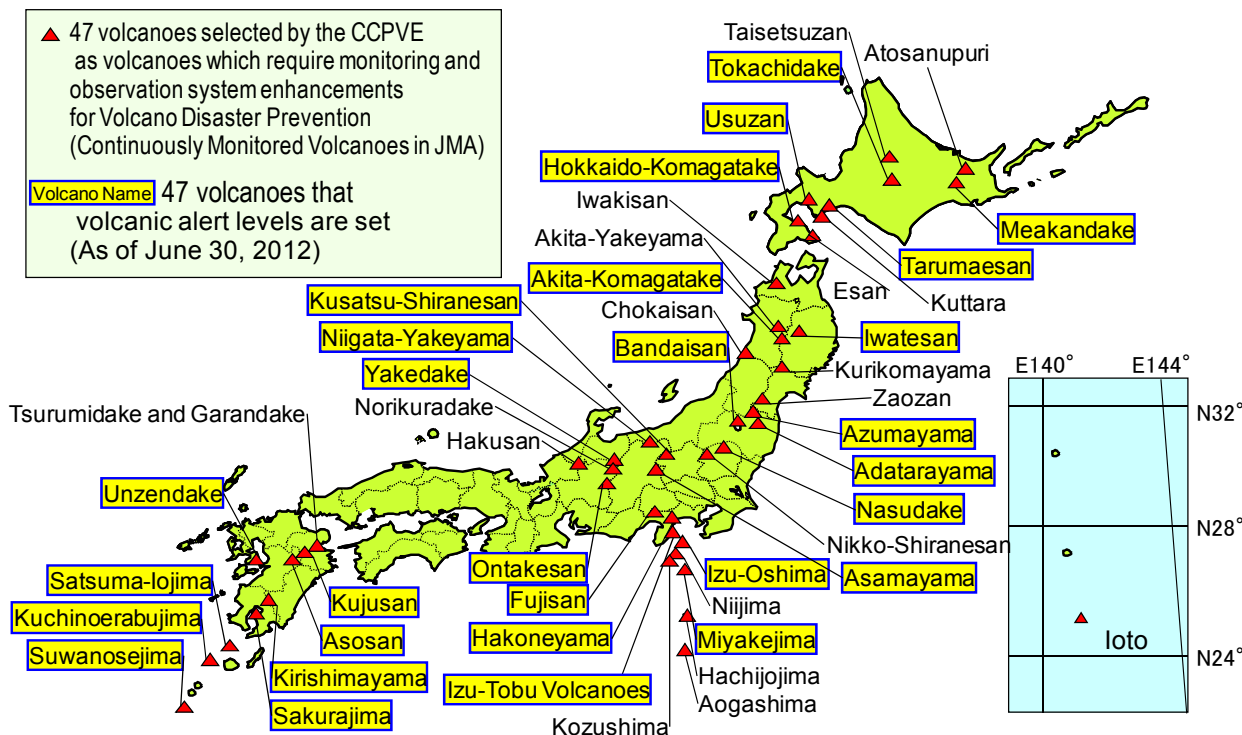 47 volcanoes selected by the CCPVE
as volcanoes which require monitoring and
observation system enhancements
for Volcano Disaster Prevention
(Continuously Monitored Volcanoes in JMA)
Volcano Name 47 volcanoes that
volcanic alert levels are set
(As of June 30, 2012)
Taisetsuzan
Atosanupuri
Tokachidake
Usuzan
Hokkaido-Komagatake
Iwakisan
Meakandake
Akita-Yakeyama
Tarumaesan
Akita-Komagatake
Esan
Kuttara
Kusatsu-Shiranesan
Chokaisan
Niigata-Yakeyama
Bandaisan
Iwatesan
Yakedake
Kurikomayama
Norikuradake
Zaozan
Tsurumidake and Garandake
Hakusan
Azumayama
Adatarayama
Unzendake
Nasudake
Nikko-Shiranesan
Ontakesan
Izu-Oshima
Asamayama
Satsuma-Iojima
Kujusan
Fujisan
Niijima
Kuchinoerabujima
Asosan
Hakoneyama
Miyakejima
Suwanosejima
Kirishimayama
Izu-Tobu Volcanoes
Hachijojima
Sakurajima
Aogashima
Kozushima
E140° E144°
N32°
N28°
Ioto
N24°